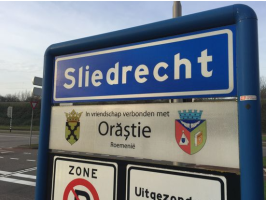 Sliedrecht
In vriendschap verbonden met
Orăştie
Roemenië
ZONE
Uitgezond